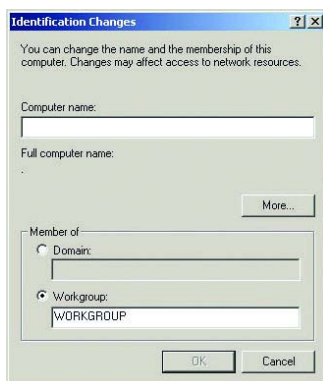 Identification Changes
You can change the name and the membership of this
computer. Changes may affect access to network resources.
Computer name:
Full computer name:
.
More...
Member of
Domain:
Workgroup:
WORKGROUP
OK
Cancel